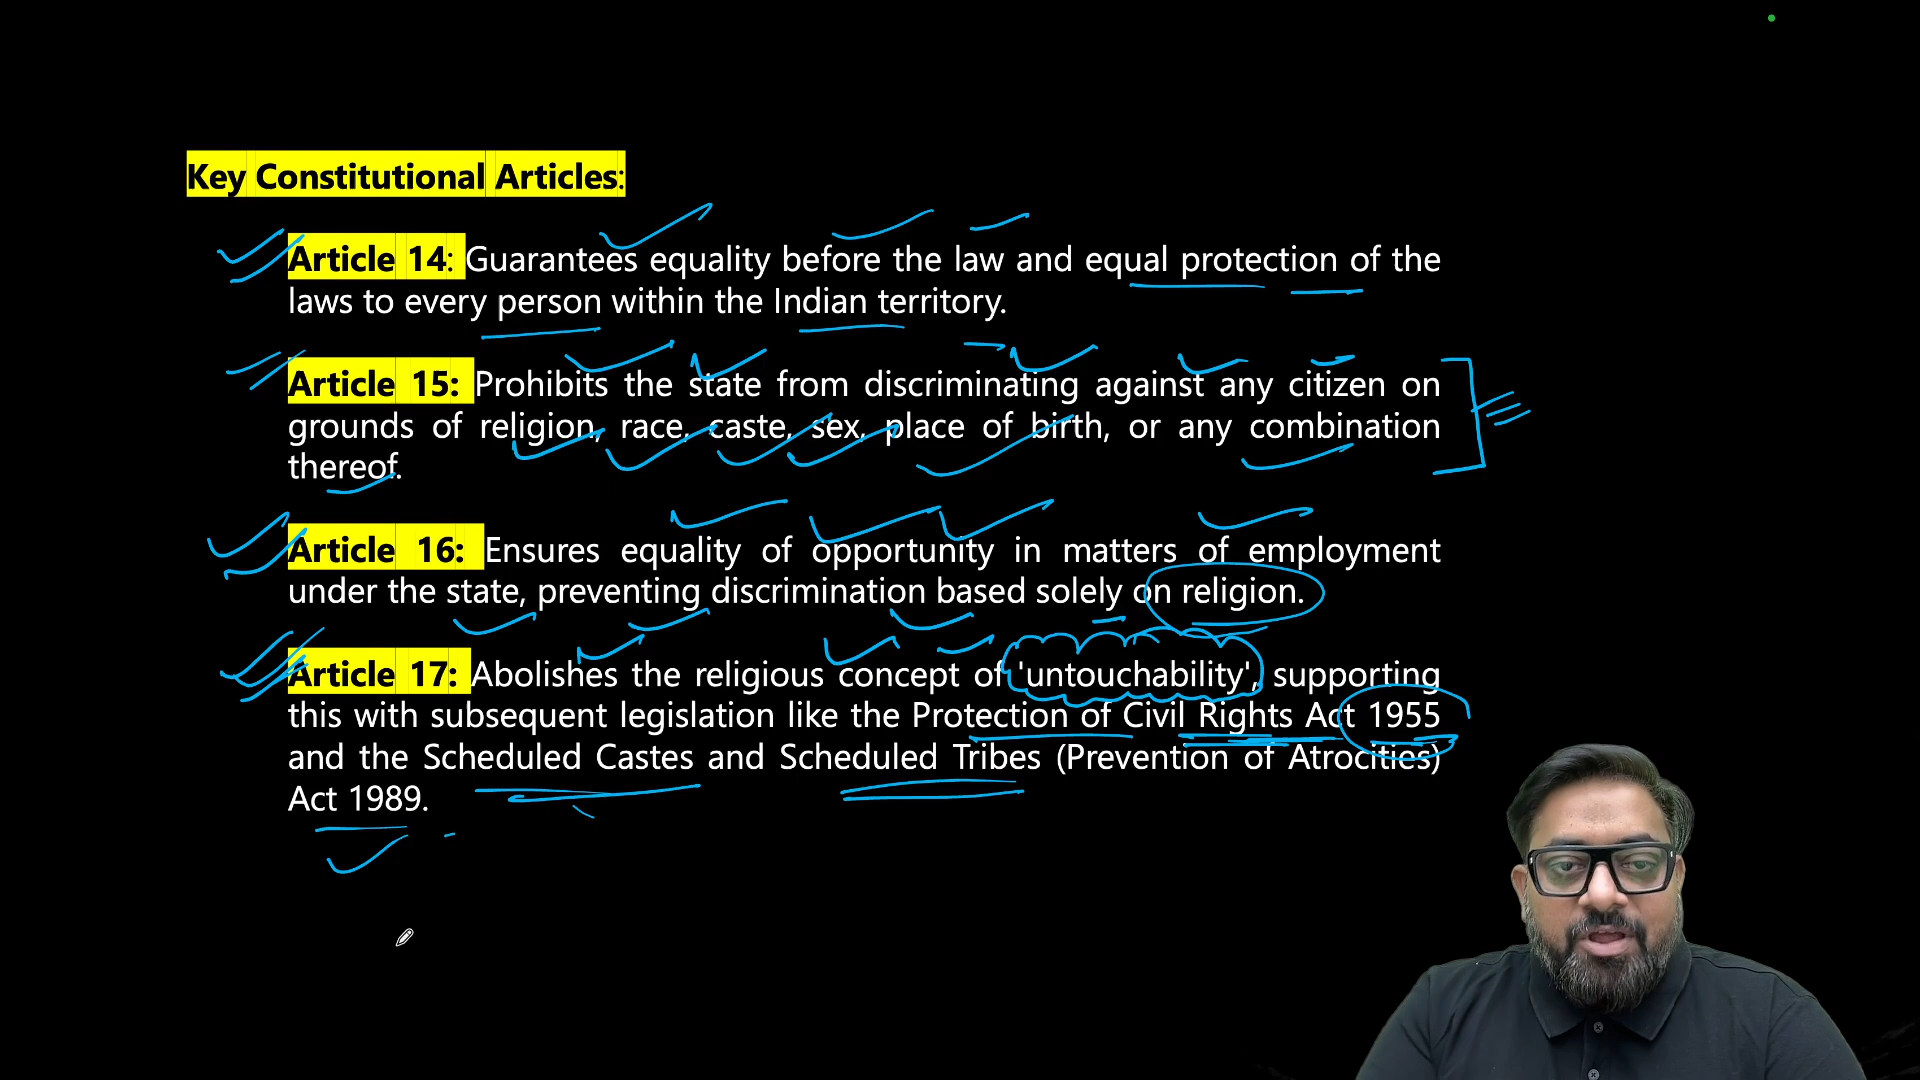 Key Constitutional Articles:
Article 14: Guarantees equality before the law and equal protection of the
laws to every person within the Indian territory.
Article 15: Prohibits the state from discriminating against any citizen on
grounds of religion, race, caste, sex, place of birth, or any combination
thereof.
Article 16: Ensures equality of opportunity in matters of employment
under the state, preventing discrimination based solely on religion.
Article 17: Abolishes the religious concept of 'untouchability', supporting
this with subsequent legislation like the Protection of Civil Rights Act 1955
and the Scheduled Castes and Scheduled Tribes (Prevention of Atrocities)
Act 1989.